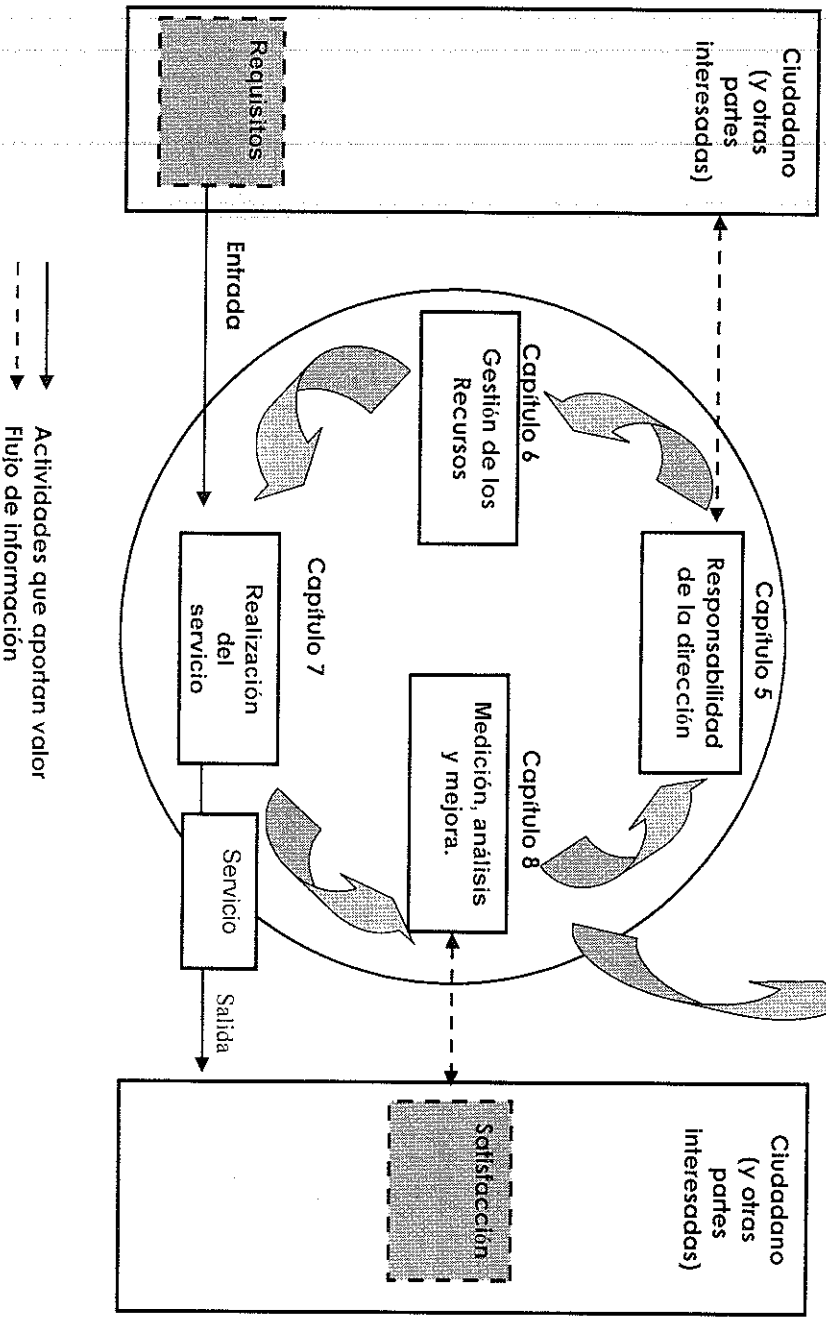 Ciudadano
(y otras
partes
interesadas)
Requisitos
Entrada
Capítulo 5
Responsabilidad
de la dirección
Capítulo 6
Gestión de los
Recursos
Capítulo 8
Medición, análisis
y mejora.
Capítulo 7
Realización
del
servicio
Servicio
Salida
Ciudadano
(y otras
partes
interesadas)
Satisfacción
Actividades que aportan valor
Flujo de información